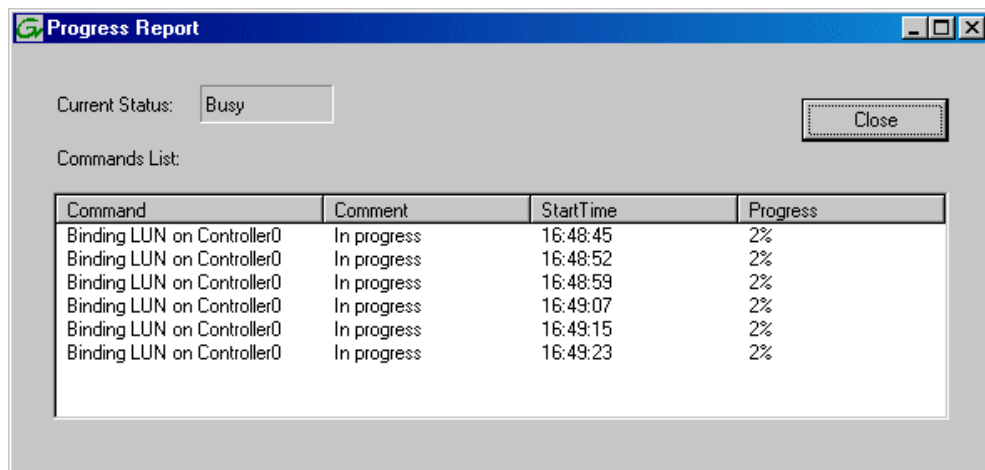 Progress Report
Current Status: Busy
Close
Commands List:
Command Comment StartTime Progress
Binding LUN on Controller0 In progress 16:48:45 2%
Binding LUN on Controller0 In progress 16:48:52 2%
Binding LUN on Controller0 In progress 16:48:59 2%
Binding LUN on Controller0 In progress 16:49:07 2%
Binding LUN on Controller0 In progress 16:49:15 2%
Binding LUN on Controller0 In progress 16:49:23 2%